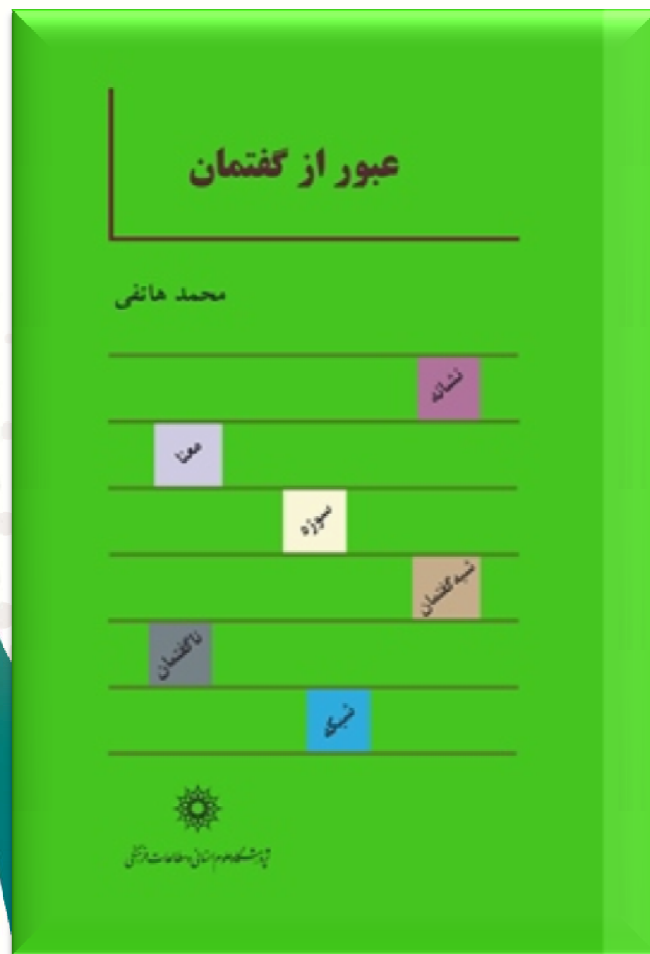 عبور از گفتمان
محمد هاتفی
نشانه
معنا
سوژه
شبه‌گفتمان
ناگفتمان
شبکه
پژوهشگاه علوم انسانی و مطالعات فرهنگی